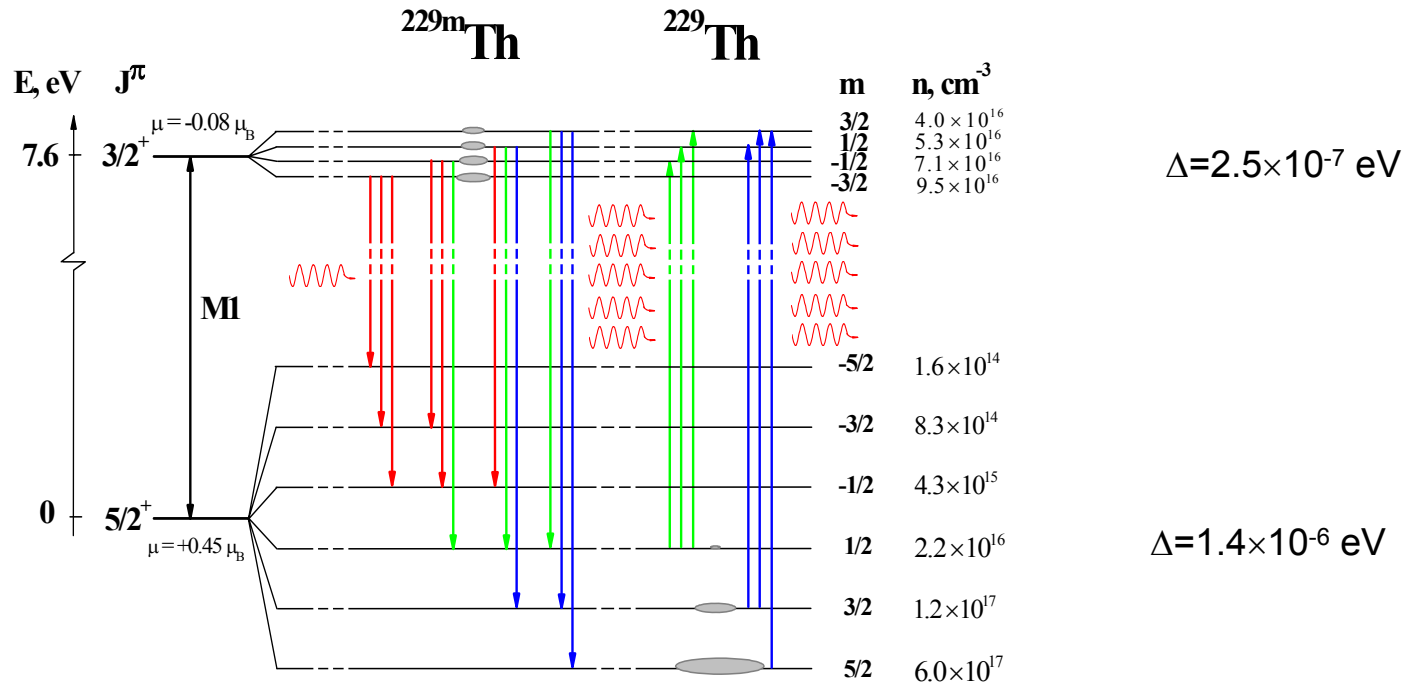 229mTh 229Th
E, eV Jπ m n, cm-3
μ = -0.08 μB
3/2 4.0 × 10^16
1/2 5.3 × 10^16
7.6 3/2+ -1/2 7.1 × 10^16
-3/2 9.5 × 10^16
Δ=2.5×10^-7 eV
M1
-5/2 1.6 × 10^14
-3/2 8.3 × 10^14
-1/2 4.3 × 10^15
0 5/2+
μ = +0.45 μB
1/2 2.2 × 10^16
Δ=1.4×10^-6 eV
3/2 1.2 × 10^17
5/2 6.0 × 10^17